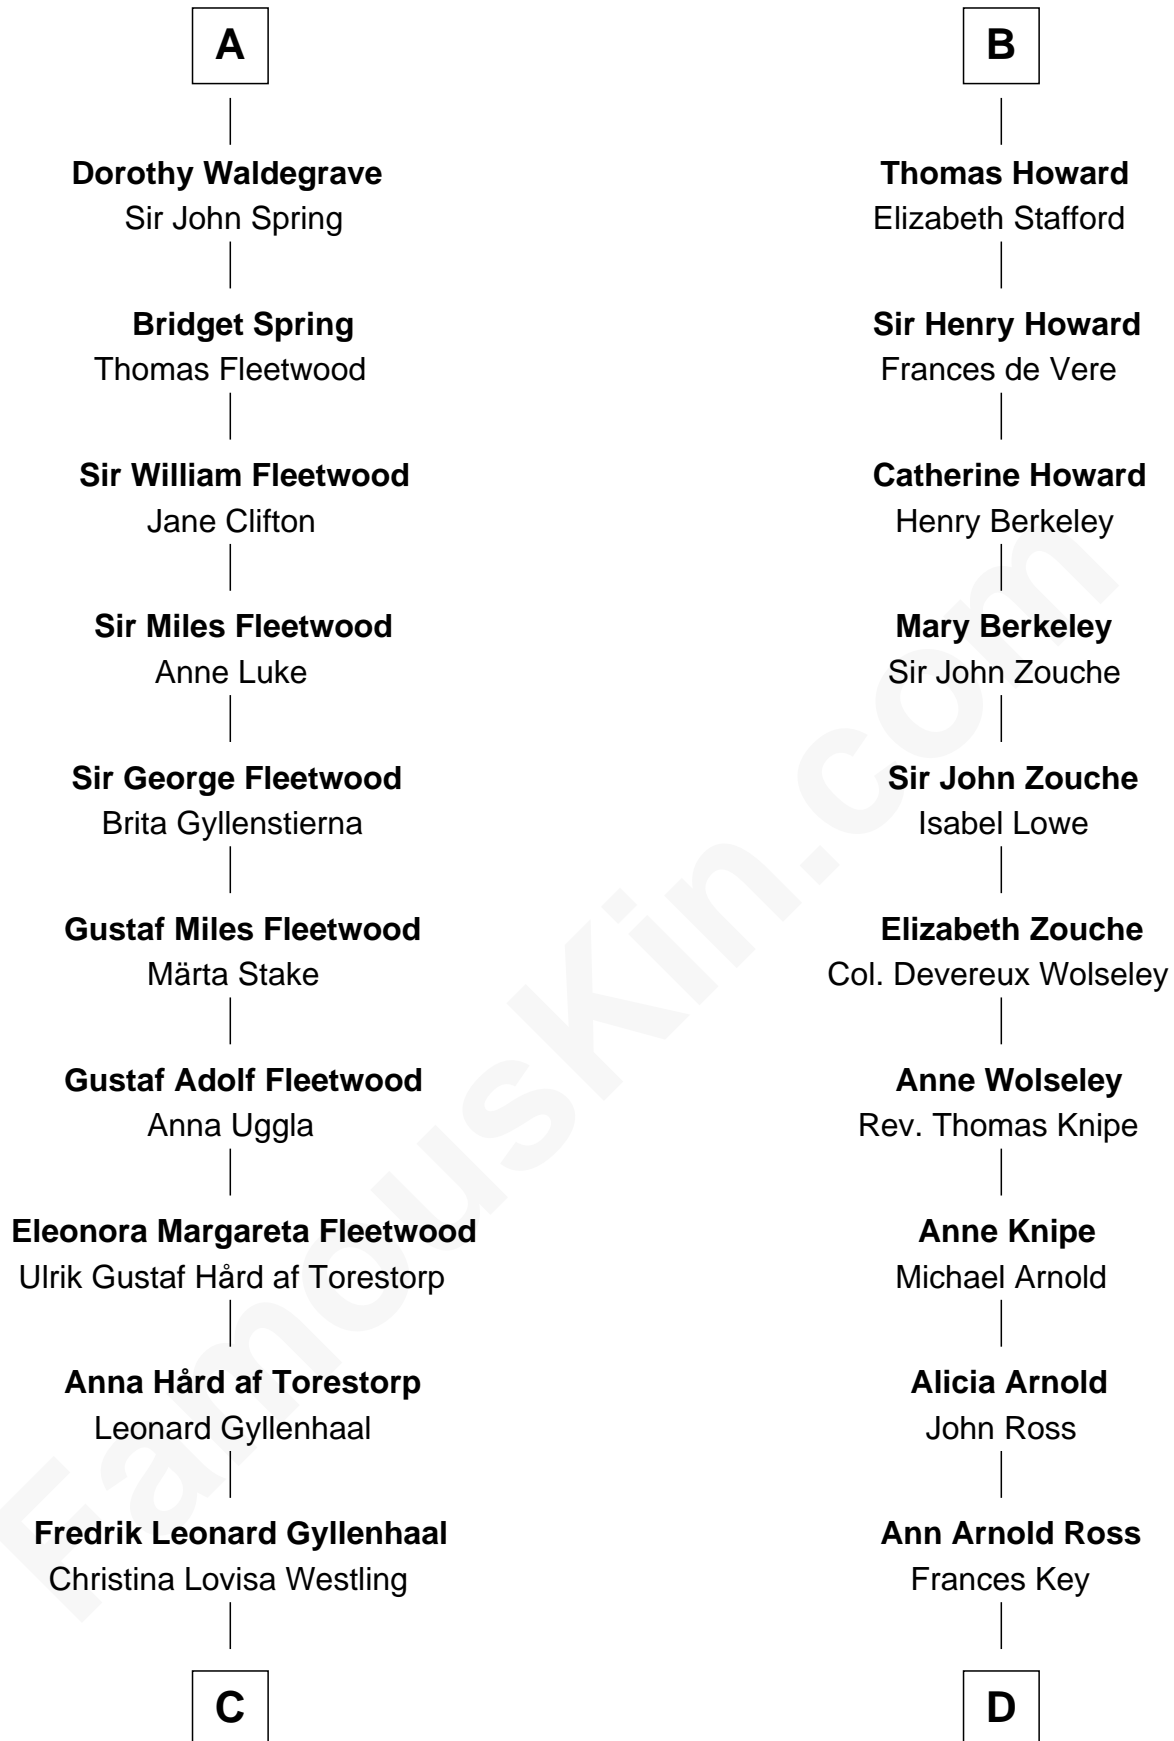 A
Dorothy Waldegrave
Sir John Spring
Bridget Spring
Thomas Fleetwood
Sir William Fleetwood
Jane Clifton
Sir Miles Fleetwood
Anne Luke
Sir George Fleetwood
Brita Gyllenstierna
Gustaf Miles Fleetwood
Märta Stake
Gustaf Adolf Fleetwood
Anna Uggla
Eleonora Margareta Fleetwood
Ulrik Gustaf Hård af Torestorp
Anna Hård af Torestorp
Leonard Gyllenhaal
Fredrik Leonard Gyllenhaal
Christina Lovisa Westling
C
B
Thomas Howard
Elizabeth Stafford
Sir Henry Howard
Frances de Vere
Catherine Howard
Henry Berkeley
Mary Berkeley
Sir John Zouche
Sir John Zouche
Isabel Lowe
Elizabeth Zouche
Col. Devereux Wolseley
Anne Wolseley
Rev. Thomas Knipe
Anne Knipe
Michael Arnold
Alicia Arnold
John Ross
Ann Arnold Ross
Frances Key
D
FamousKin.com